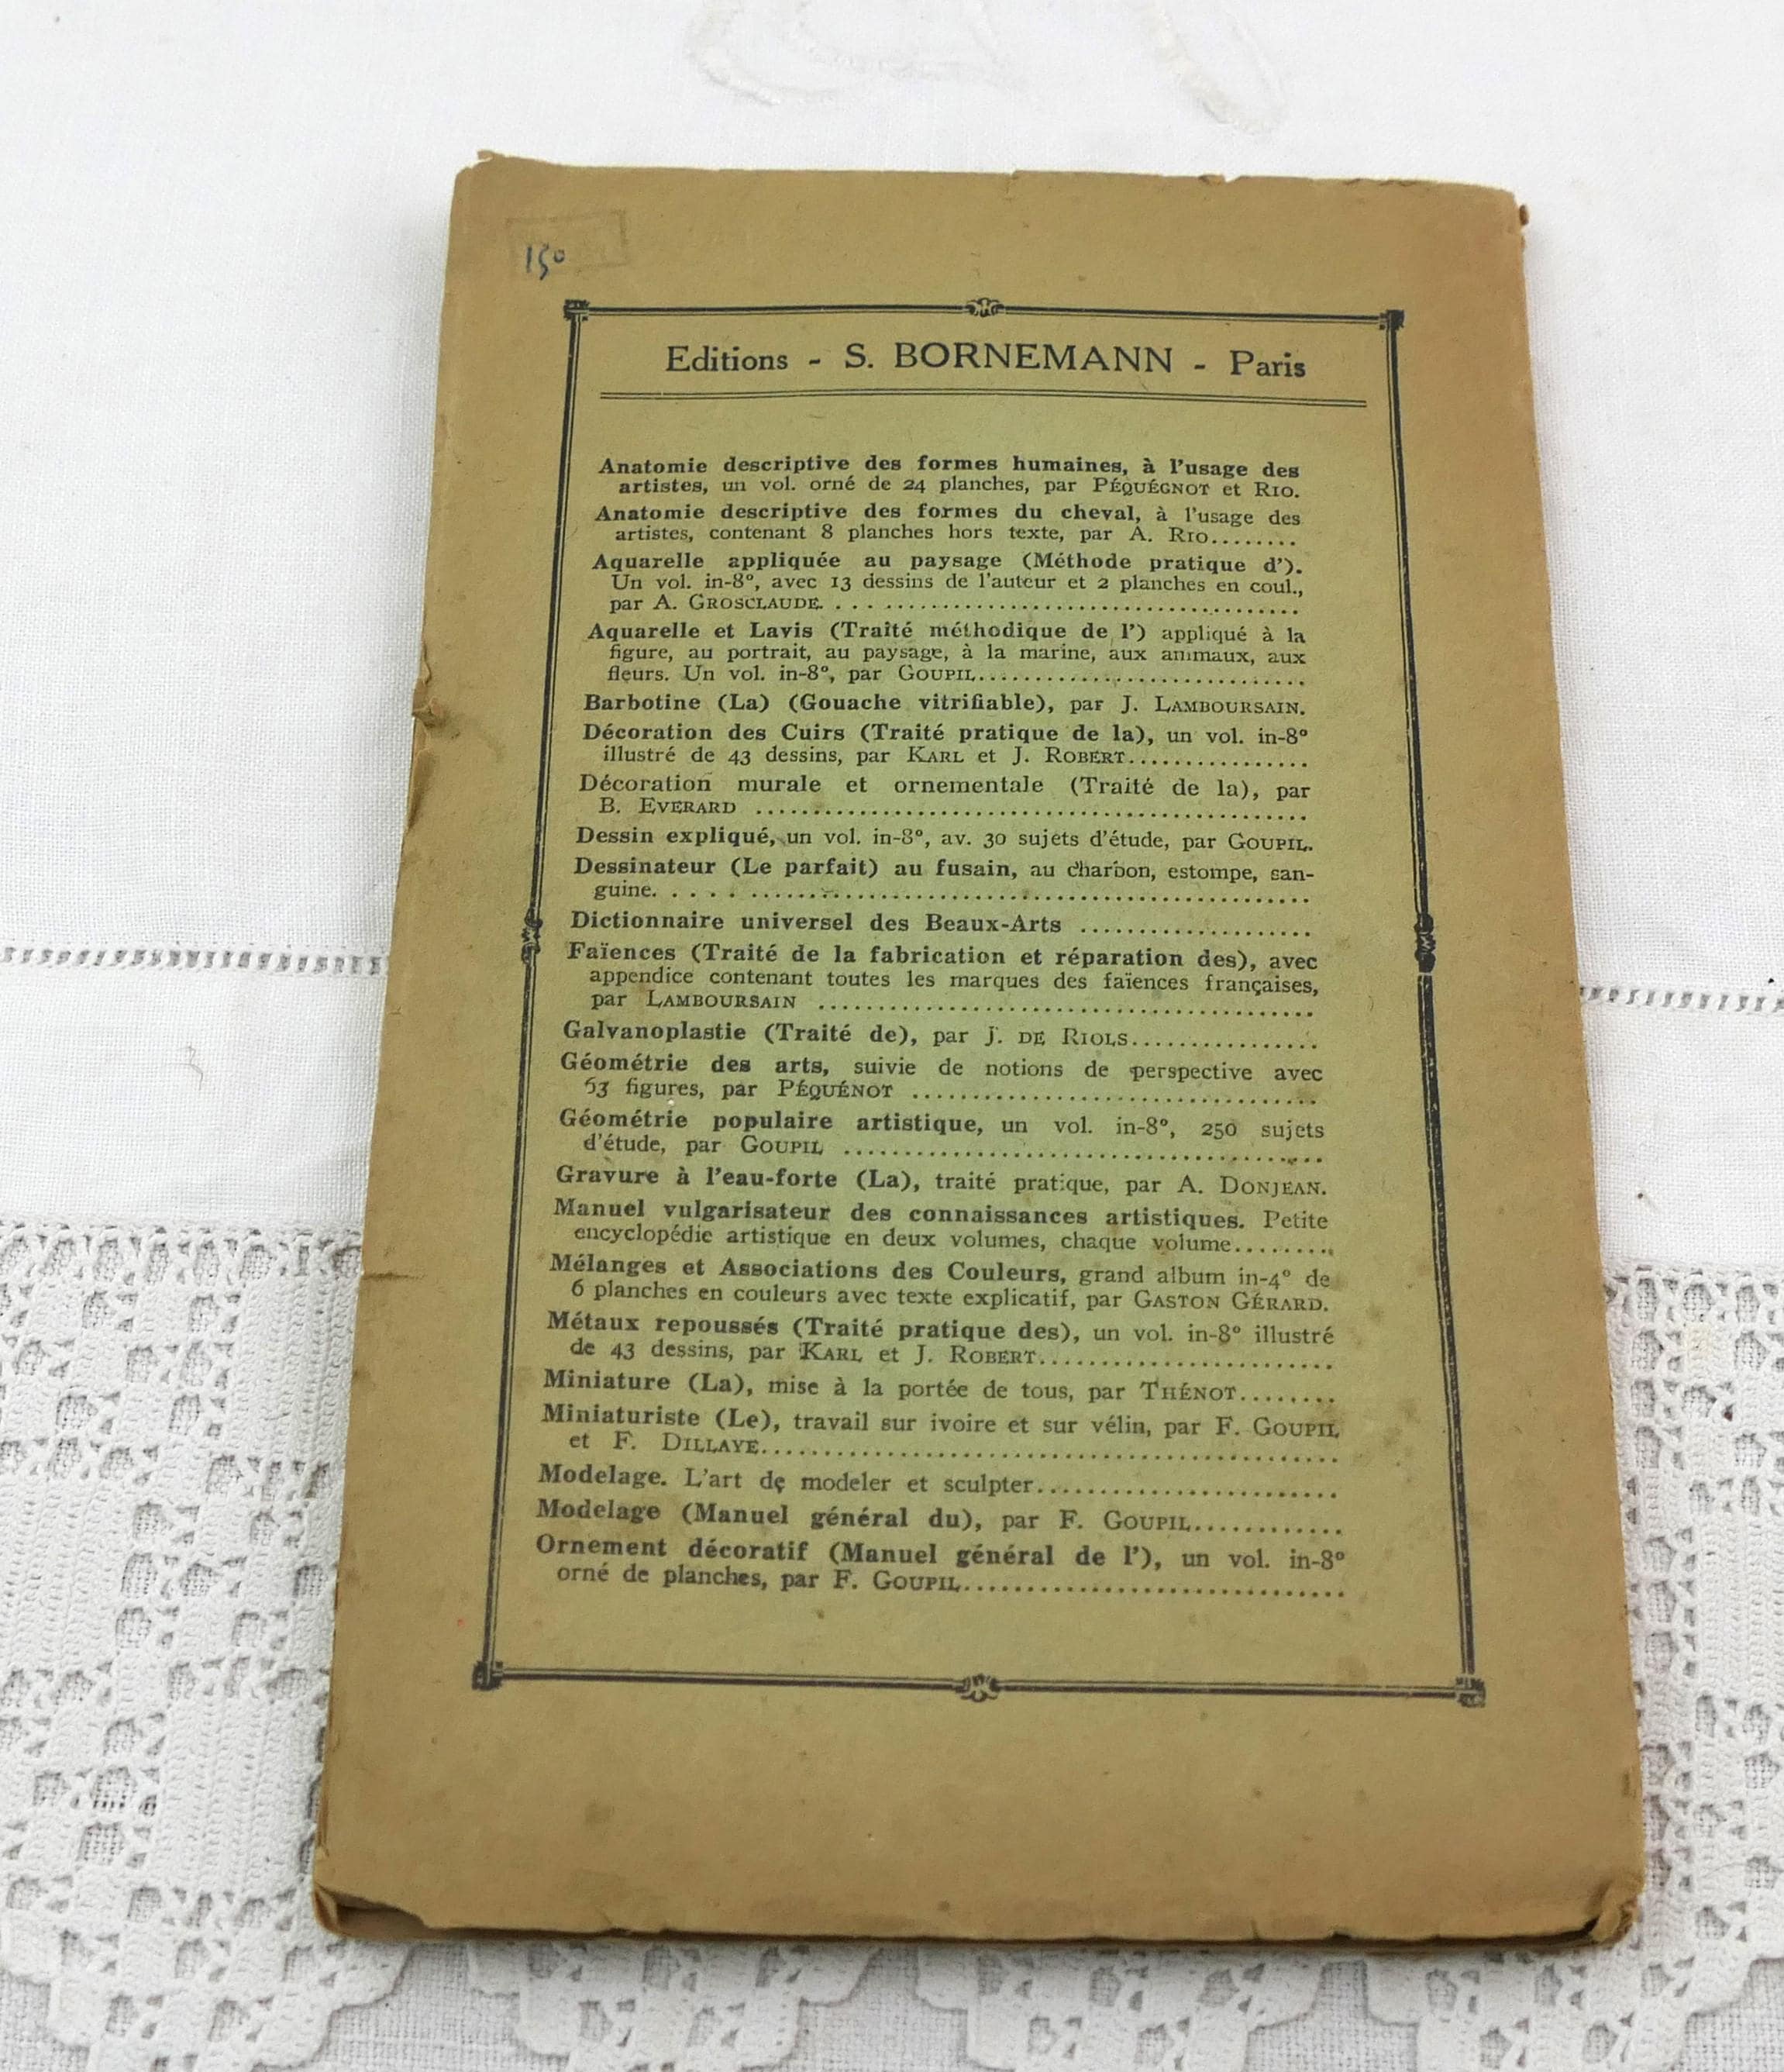 150
Editions - S. BORNEMANN - Paris
Anatomie descriptive des formes humaines, à l'usage des
artistes, un vol. orné de 24 planches, par PÉQUÉGNOT et RIO.
Anatomie descriptive des formes du cheval, à l'usage des
artistes, contenant 8 planches hors texte, par A. RIO........
Aquarelle appliquée au paysage (Méthode pratique d').
Un vol. in-8°, avec 13 dessins de l'auteur et 2 planches en coul.,
par A. GROSCLAUDE. ........................................
Aquarelle et Lavis (Traité méthodique de l') appliqué à la
figure, au portrait, au paysage, à la marine, aux animaux, aux
fleurs. Un vol. in-8°, par GOUPIL............................
Barbotine (La) (Gouache vitrifiable), par J. LAMBOURSAIN.
Décoration des Cuirs (Traité pratique de la), un vol. in-8°
illustré de 43 dessins, par KARL et J. ROBERT................
Décoration murale et ornementale (Traité de la), par
B. EVERARD ...............................................
Dessin expliqué, un vol. in-8°, av. 30 sujets d'étude, par GOUPIL.
Dessinateur (Le parfait) au fusain, au charbon, estompe, san-
guine. ....................................................
Dictionnaire universel des Beaux-Arts ....................
Faïences (Traité de la fabrication et réparation des), avec
appendice contenant toutes les marques des faïences françaises,
par LAMBOURSAIN ..........................................
Galvanoplastie (Traité de), par J. DE RIOLS................
Géométrie des arts, suivie de notions de perspective avec
53 figures, par PÉQUÉNOT ..................................
Géométrie populaire artistique, un vol. in-8°, 250 sujets
d'étude, par GOUPIL ........................................
Gravure à l'eau-forte (La), traité pratique, par A. DONJEAN.
Manuel vulgarisateur des connaissances artistiques. Petite
encyclopédie artistique en deux volumes, chaque volume.........
Mélanges et Associations des Couleurs, grand album in-4° de
6 planches en couleurs avec texte explicatif, par GASTON GÉRARD.
Métaux repoussés (Traité pratique des), un vol. in-8° illustré
de 43 dessins, par KARL et J. ROBERT.........................
Miniature (La), mise à la portée de tous, par THÉNOT........
Miniaturiste (Le), travail sur ivoire et sur vélin, par F. GOUPIL
et F. DILLAYE..............................................
Modelage. L'art de modeler et sculpter........................
Modelage (Manuel général du), par F. GOUPIL.............
Ornement décoratif (Manuel général de l'), un vol. in-8°
orné de planches, par F. GOUPIL...............................